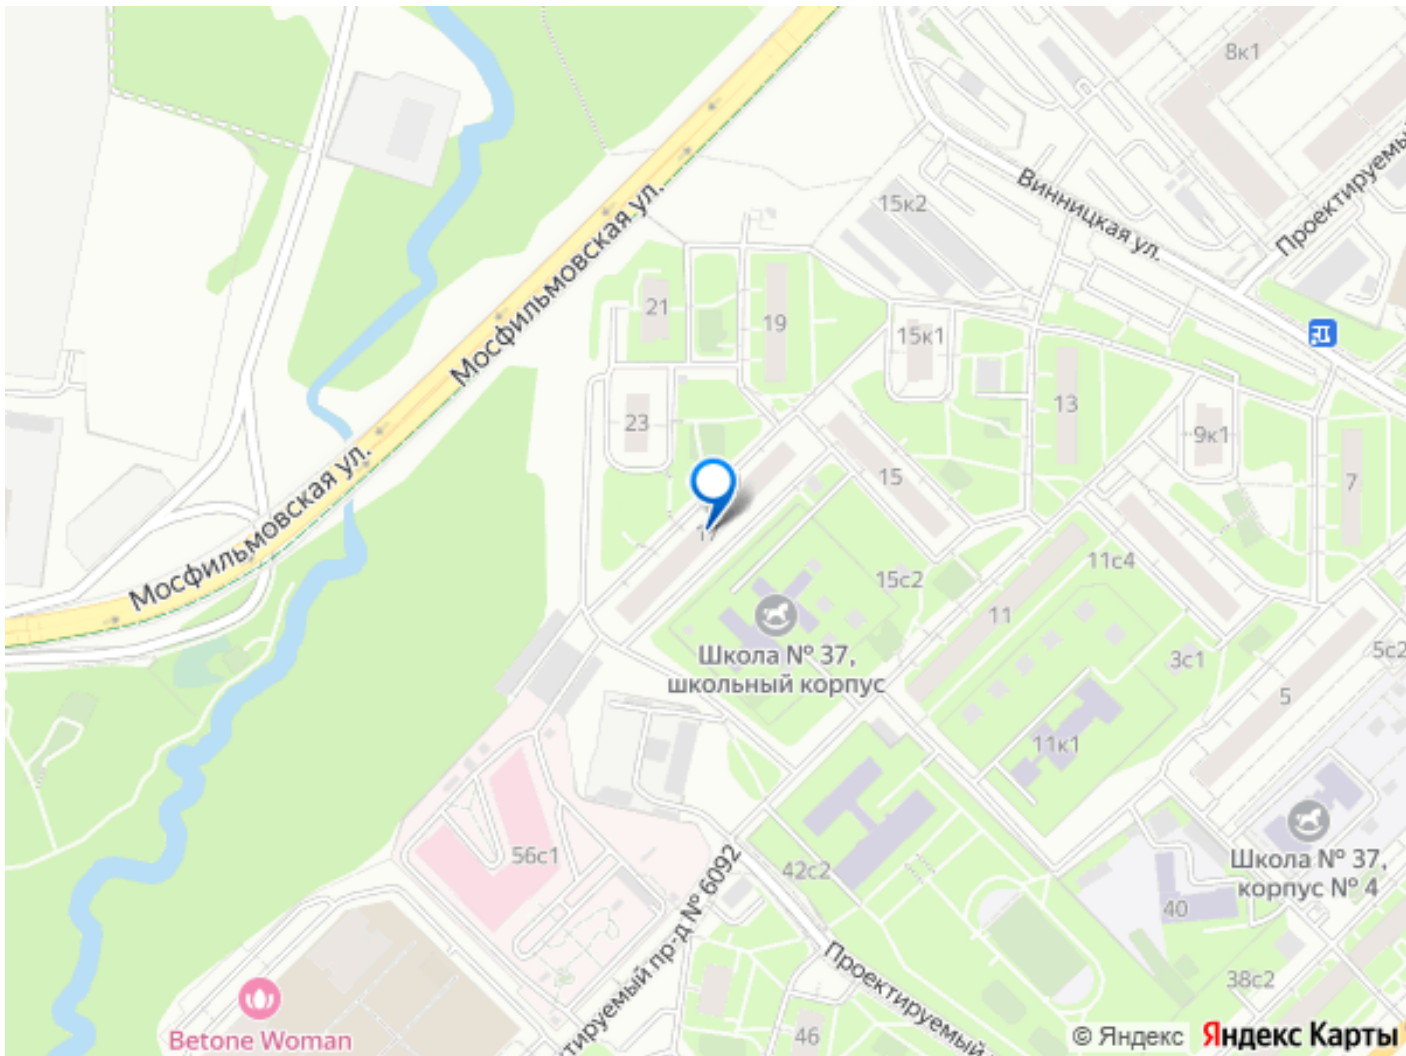 8к1
Проектируемы
Винницкая ул.
15к2
Мосфильмовская ул.
21
19
15к1
13
23
9к1
7
15
17
Мосфильмовская ул.
11с4
15с2
11
Школа № 37,
школьный корпус
3с1
5с2
5
11к1
56с1
42с2
Школа № 37,
корпус № 4
40
тируемый пр-д № 6092
Проектируемый
38с2
Betone Woman
46
© Яндекс Яндекс Карты